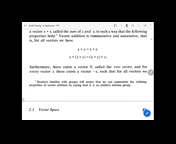 a vector x + y, called the sum of x and y, in such a way that the following
properties hold. Vector addition is commutative and associative, that
is, for all vectors we have
x + y = y + x
furthermore, there exists a vector 0, called the zero vector, and for
every vector x there exists a vector −x, such that for all vectors we
Readers familiar with groups will notice that we can summarize the defining
properties of vector addition by saying that it is an additive abelian group.
2.1 Vector Space